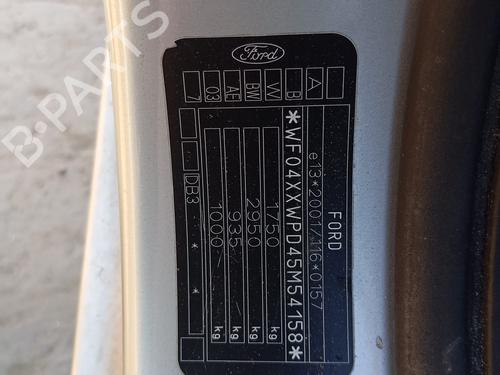 Ford
FORD
e13*2001/116*0157
*WF04XXWPD45M54158*
1750 kg
2950 kg
935 kg
1000 kg
DB3
A
B
W
W
BW
AE
03
7
B-PARTS